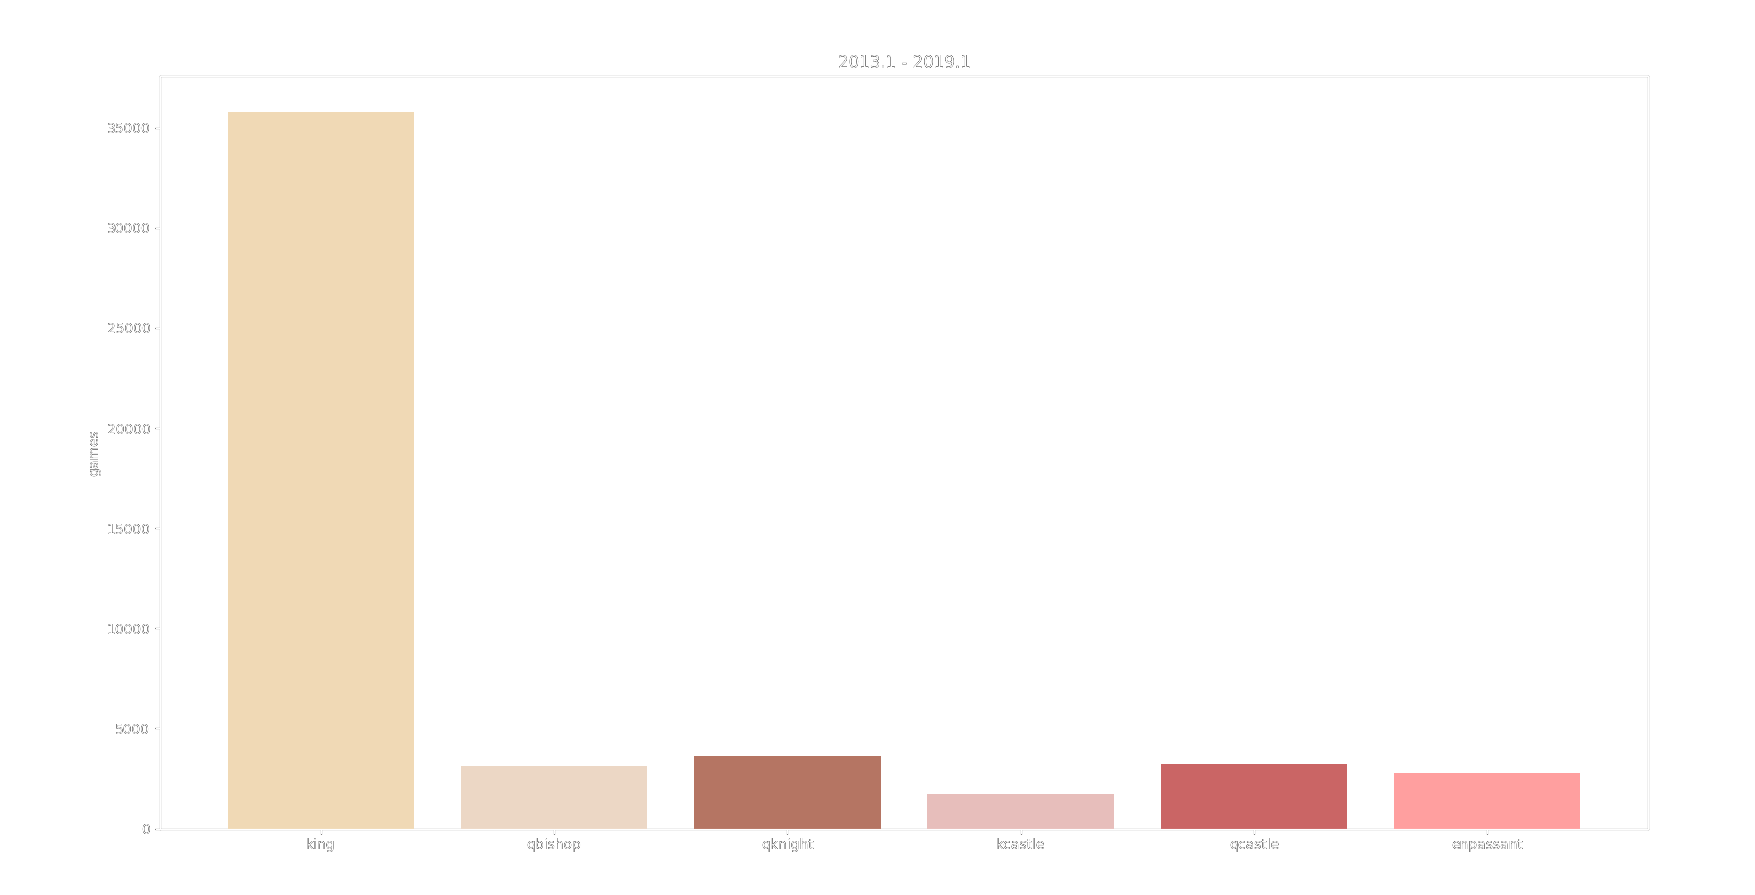 2013.1 - 2019.1
35000
30000
25000
20000
15000
10000
5000
0
games
king
qbishop
qknight
kcastle
qcastle
enpassant